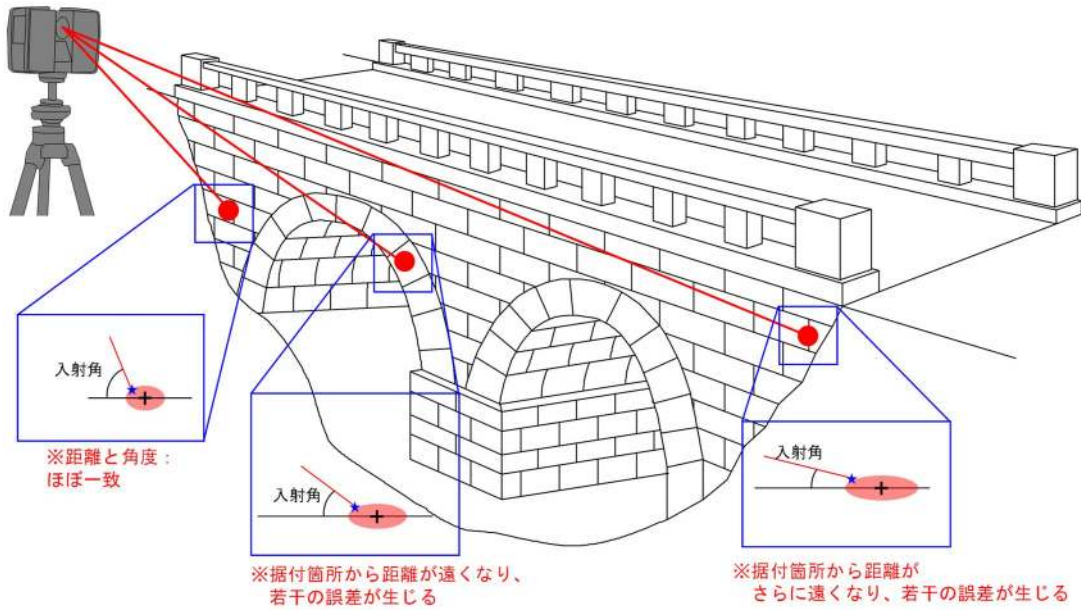 入射角
※距離と角度：
ほぼ一致
入射角
※据付箇所から距離が遠くなり、
若干の誤差が生じる
入射角
※据付箇所から距離が
さらに遠くなり、若干の誤差が生じる